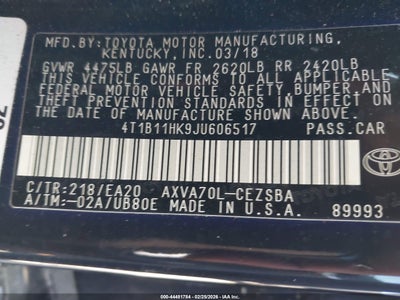 MFD.BY:TOYOTA MOTOR MANUFACTURING,
KENTUCKY,INC.03/18
GVWR 4475LB GAWR FR 2620LB RR 2420LB
THIS VEHICLE CONFORMS TO ALL APPLICABLE
FEDERAL MOTOR VEHICLE SAFETY,BUMPER,AND
THEFT PREVENTION STANDARDS IN EFFECT ON
THE DATE OF MANUFACTURE SHOWN ABOVE.
4T1B11HK9JU606517 PASS.CAR
C/TR:218/EA20 AXVA70L-CEZSBA
A/TM:-02A/UB80E MADE IN U.S.A.
89993
TOYOTA
000-44481784 | 02/25/2026 - IAAI.COM